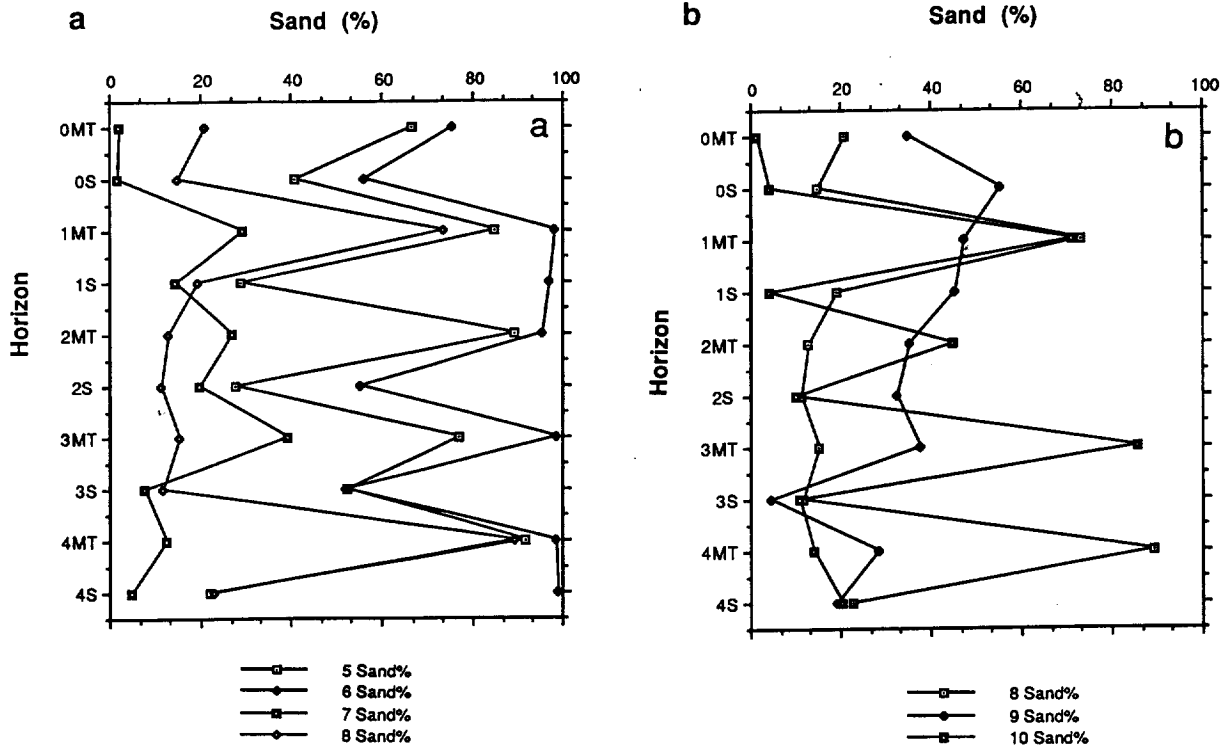 a
Sand (%)
0 20 40 60 80 100
a
Horizon
0MT
0S
1MT
1S
2MT
2S
3MT
3S
4MT
4S
5 Sand%
6 Sand%
7 Sand%
8 Sand%
b
Sand (%)
0 20 40 60 80 100
b
Horizon
0MT
0S
1MT
1S
2MT
2S
3MT
3S
4MT
4S
8 Sand%
9 Sand%
10 Sand%